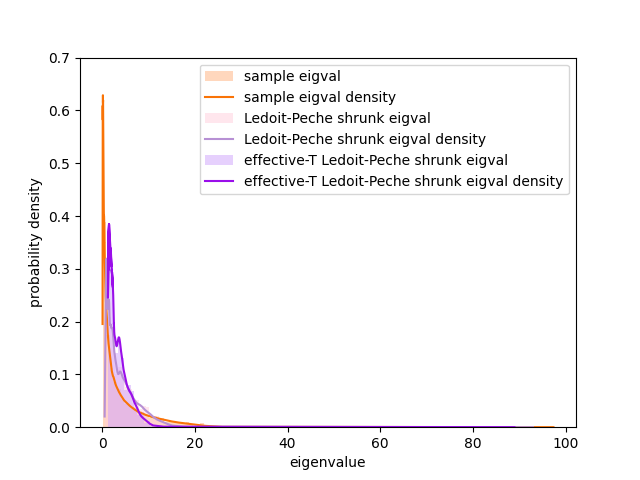 0.7
0.6
0.5
0.4
0.3
0.2
0.1
0.0
probability density
sample eigval
sample eigval density
Ledoit-Peche shrunk eigval
Ledoit-Peche shrunk eigval density
effective-T Ledoit-Peche shrunk eigval
effective-T Ledoit-Peche shrunk eigval density
0 20 40 60 80 100
eigenvalue